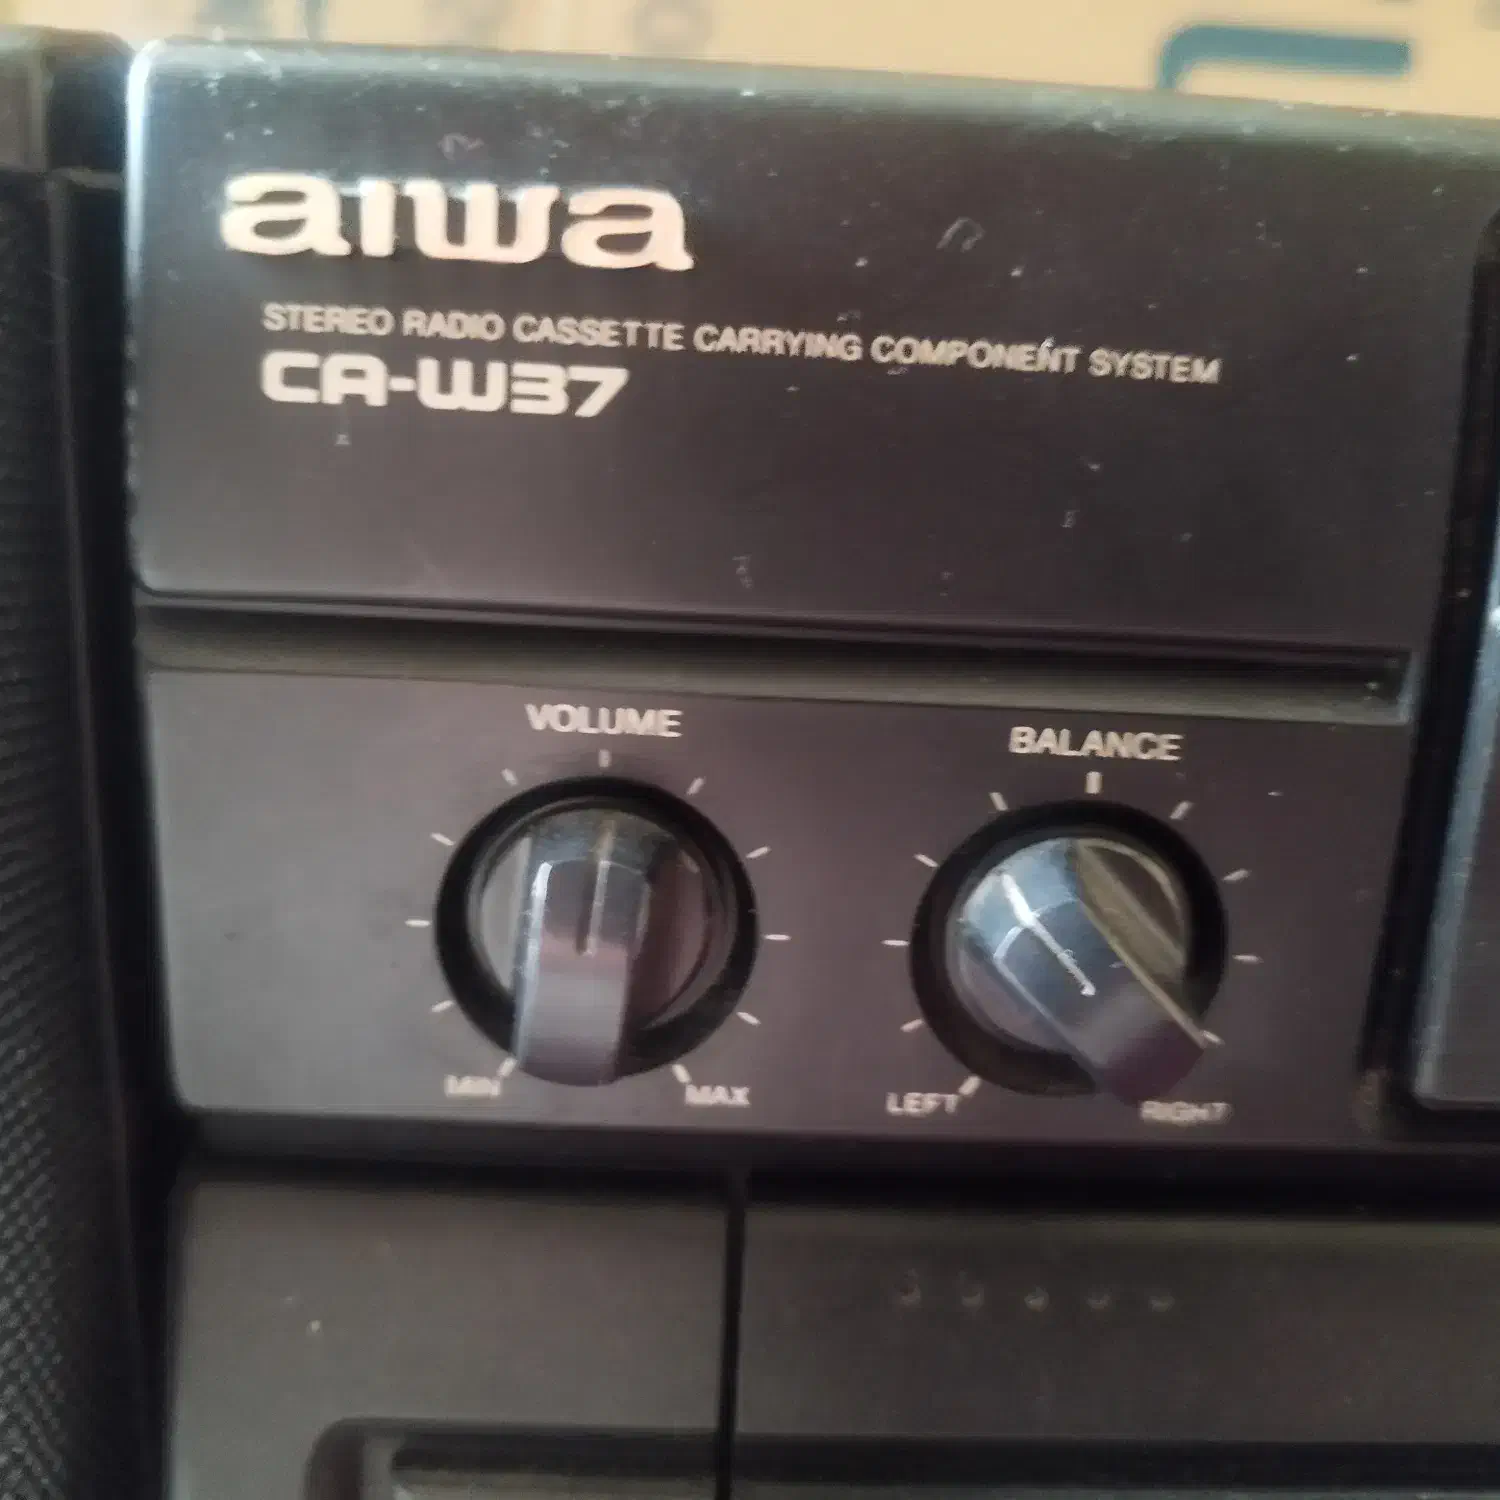 aiwa
STEREO RADIO CASSETTE CARRYING COMPONENT SYSTEM
CA-W37
VOLUME
BALANCE
MIN
MAX
LEFT
RIGHT